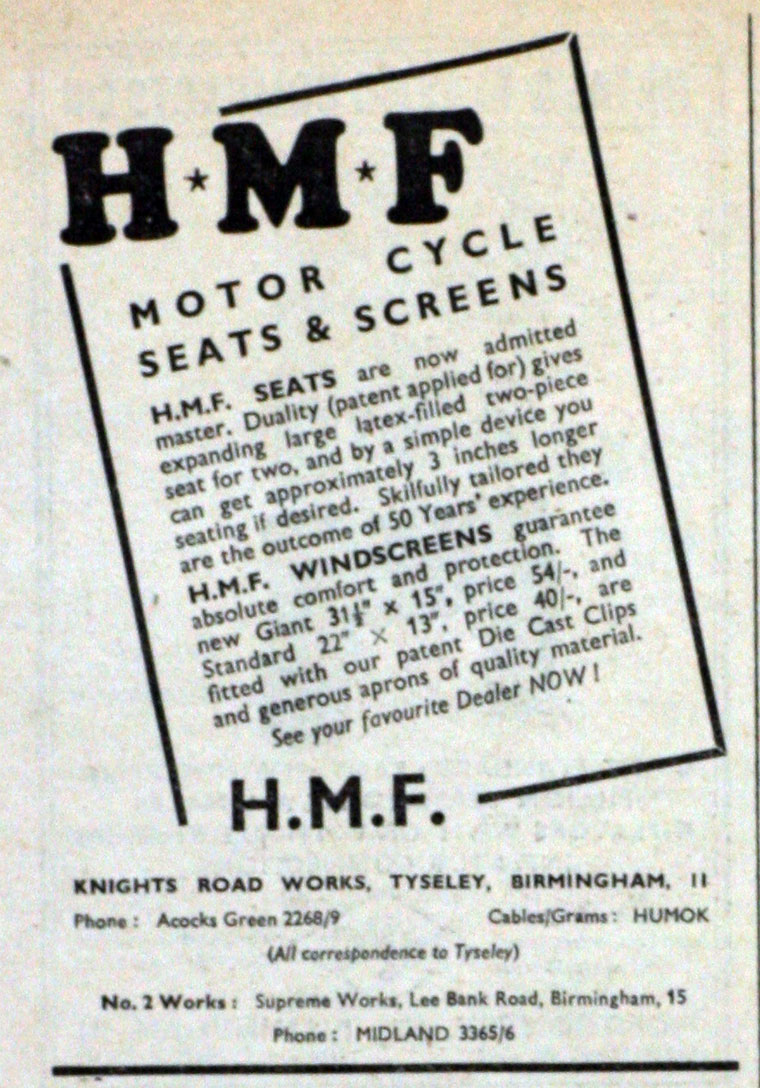 H★M★F
MOTOR CYCLE
SEATS & SCREENS
H.M.F. SEATS are now admitted
master. Duality (patent applied for) gives
expanding large latex-filled two-piece
seat for two, and by a simple device you
can get approximately 3 inches longer
seating if desired. Skilfully tailored they
are the outcome of 50 Years' experience.
H.M.F. WINDSCREENS guarantee
absolute comfort and protection. The
new Giant 31½" x 15", price 54/-, and
Standard 22" x 13", price 40/-, are
fitted with our patent Die Cast Clips
and generous aprons of quality material.
See your favourite Dealer NOW!
H.M.F.
KNIGHTS ROAD WORKS, TYSELEY, BIRMINGHAM, 11
Phone: Acocks Green 2268/9 Cables/Grams: HUMOK
(All correspondence to Tyseley)
No. 2 Works: Supreme Works, Lee Bank Road, Birmingham, 15
Phone: MIDLAND 3365/6